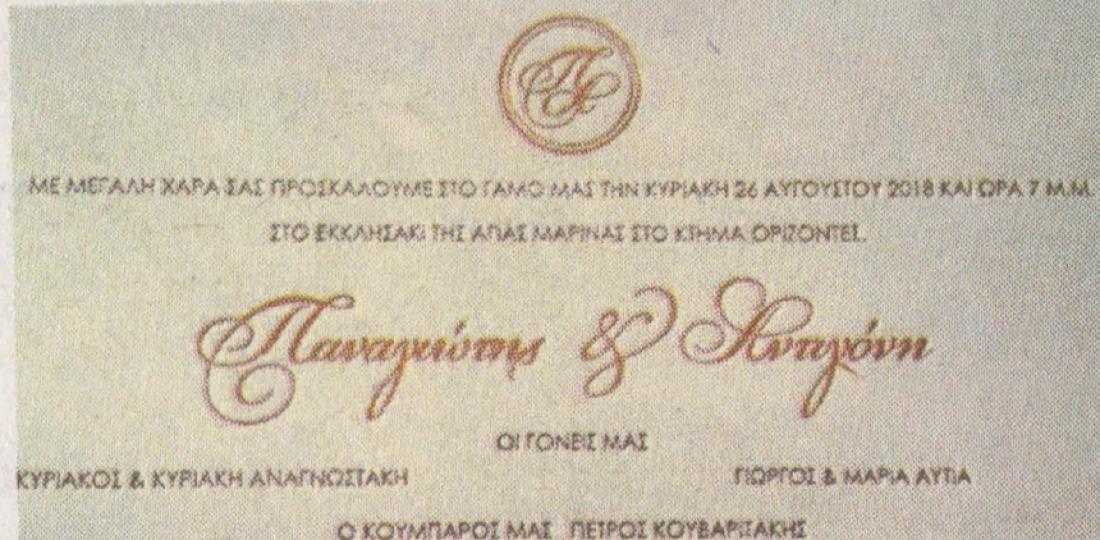 ΠΑ
ΜΕ ΜΕΓΑΛΗ ΧΑΡΑ ΣΑΣ ΠΡΟΣΚΑΛΟΥΜΕ ΣΤΟ ΓΑΜΟ ΜΑΣ ΤΗΝ ΚΥΡΙΑΚΗ 26 ΑΥΓΟΥΣΤΟΥ 2018 ΚΑΙ ΩΡΑ 7 Μ.Μ.
ΣΤΟ ΕΚΚΛΗΣΑΚΙ ΤΗΣ ΑΓΙΑΣ ΜΑΡΙΝΑΣ ΣΤΟ ΚΤΗΜΑ ΟΡΙΖΟΝΤΕΣ.
Παναγιώτης & Αντιγόνη
ΟΙ ΓΟΝΕΙΣ ΜΑΣ
ΚΥΡΙΑΚΟΣ & ΚΥΡΙΑΚΗ ΑΝΑΓΝΩΣΤΑΚΗ ΓΙΩΡΓΟΣ & ΜΑΡΙΑ ΛΥΓΙΑ
Ο ΚΟΥΜΠΑΡΟΣ ΜΑΣ ΠΕΤΡΟΣ ΚΟΥΒΑΡΙΤΑΚΗΣ